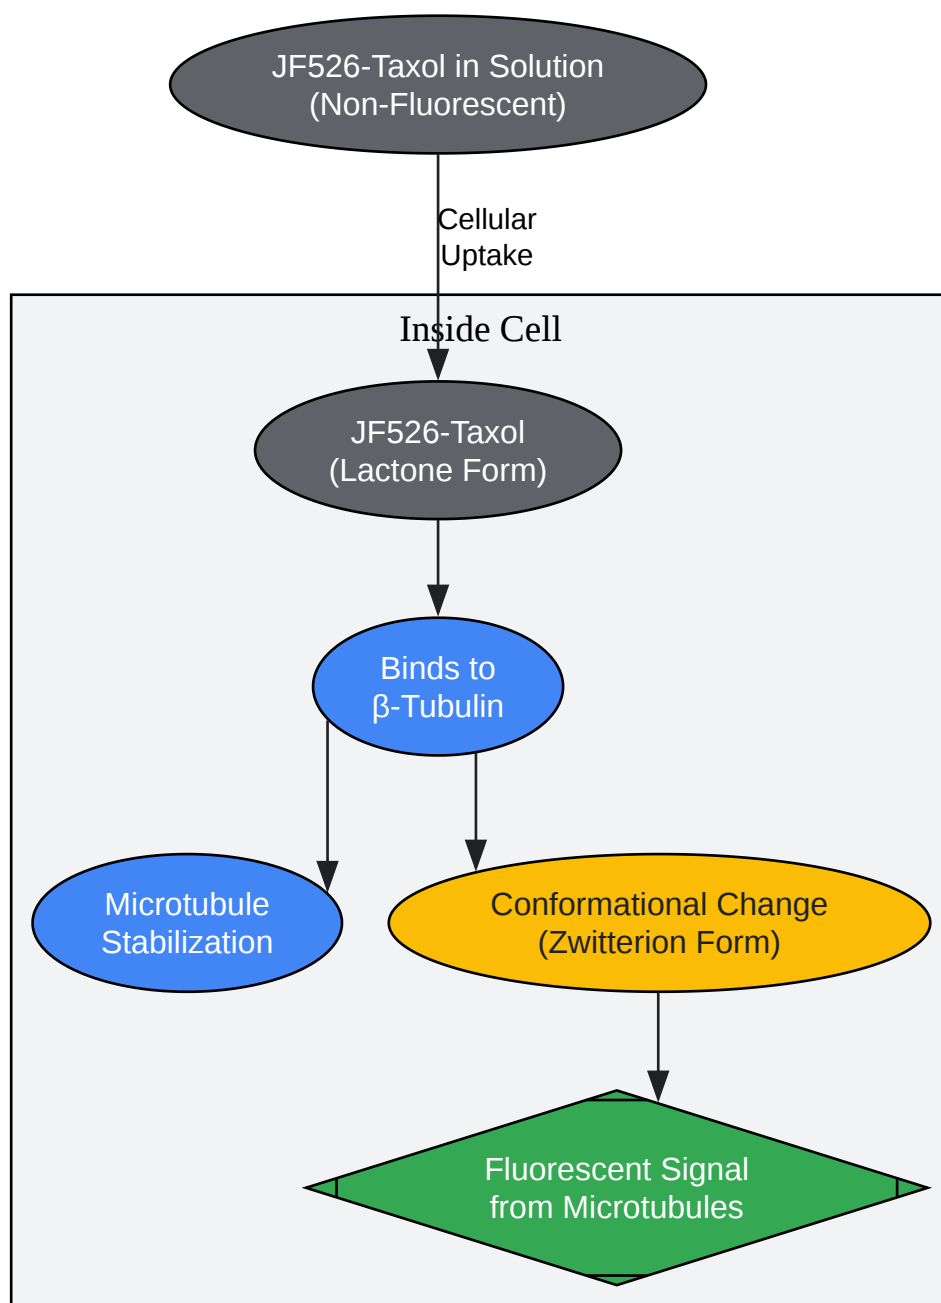 JF526-Taxol in Solution
(Non-Fluorescent)
Cellular
Uptake
Inside Cell
JF526-Taxol
(Lactone Form)
Binds to
β-Tubulin
Microtubule
Stabilization
Conformational Change
(Zwitterion Form)
Fluorescent Signal
from Microtubules